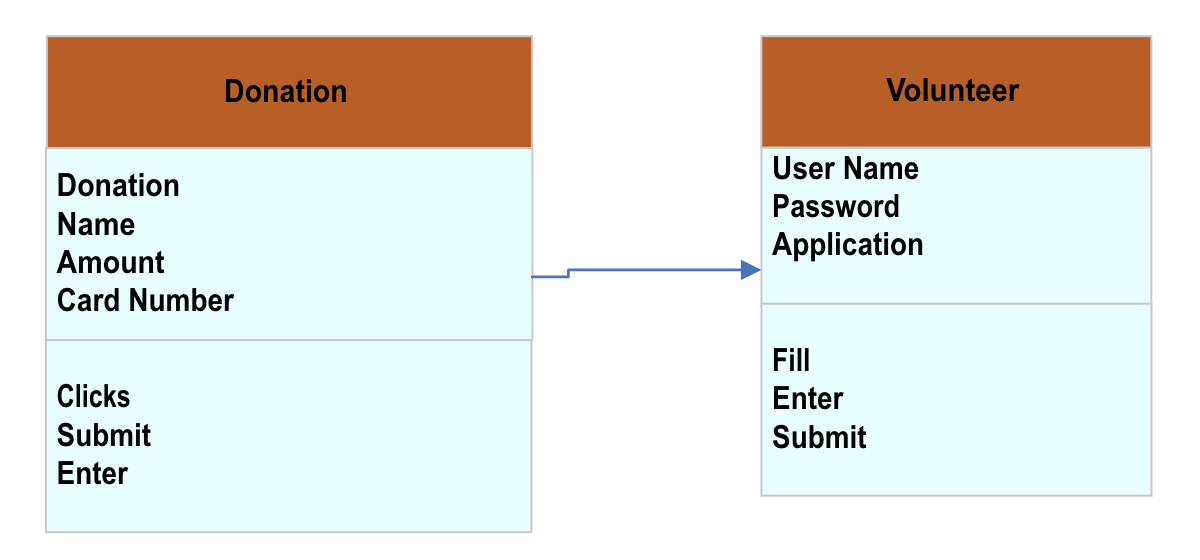 Donation
Donation
Name
Amount
Card Number
Clicks
Submit
Enter
Volunteer
User Name
Password
Application
Fill
Enter
Submit